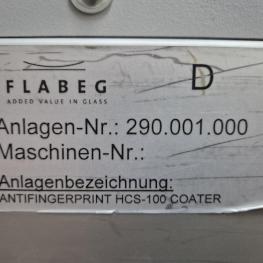 FLABEG
D
ADDED VALUE IN GLASS
Anlagen-Nr.: 290.001.000
Maschinen-Nr.:
Anlagenbezeichnung:
ANTIFINGERPRINT HCS-100 COATER